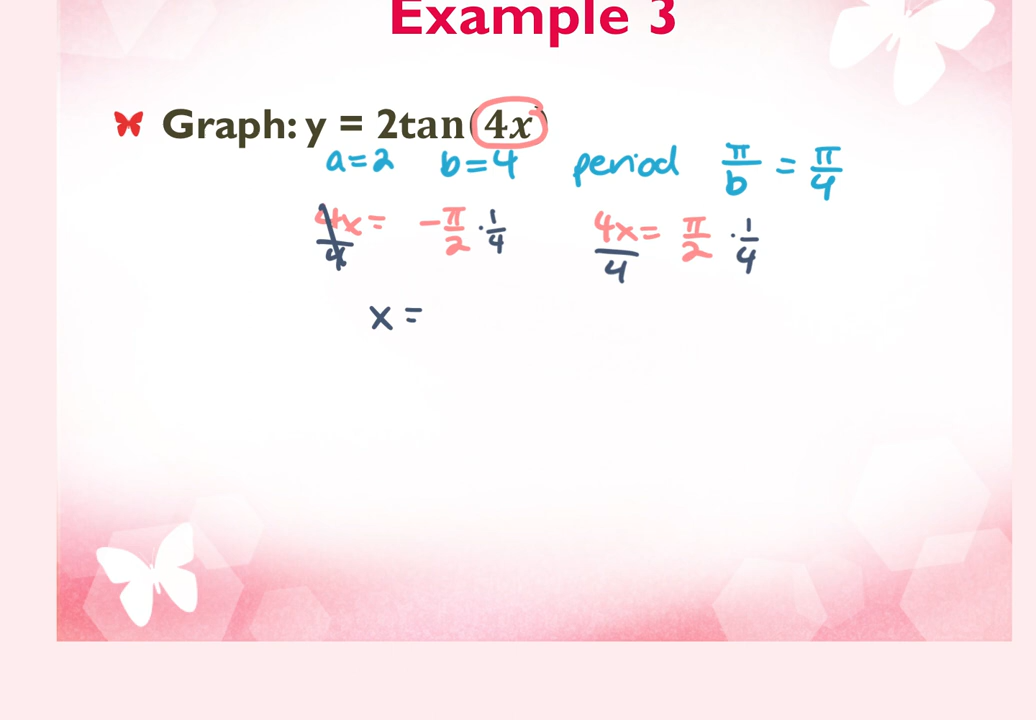 Example 3
Graph: y = 2tan(4x)
a=2 b=4 period π/b = π/4
4x/4 = -π/2 · 1/4 4x/4 = π/2 · 1/4
x =